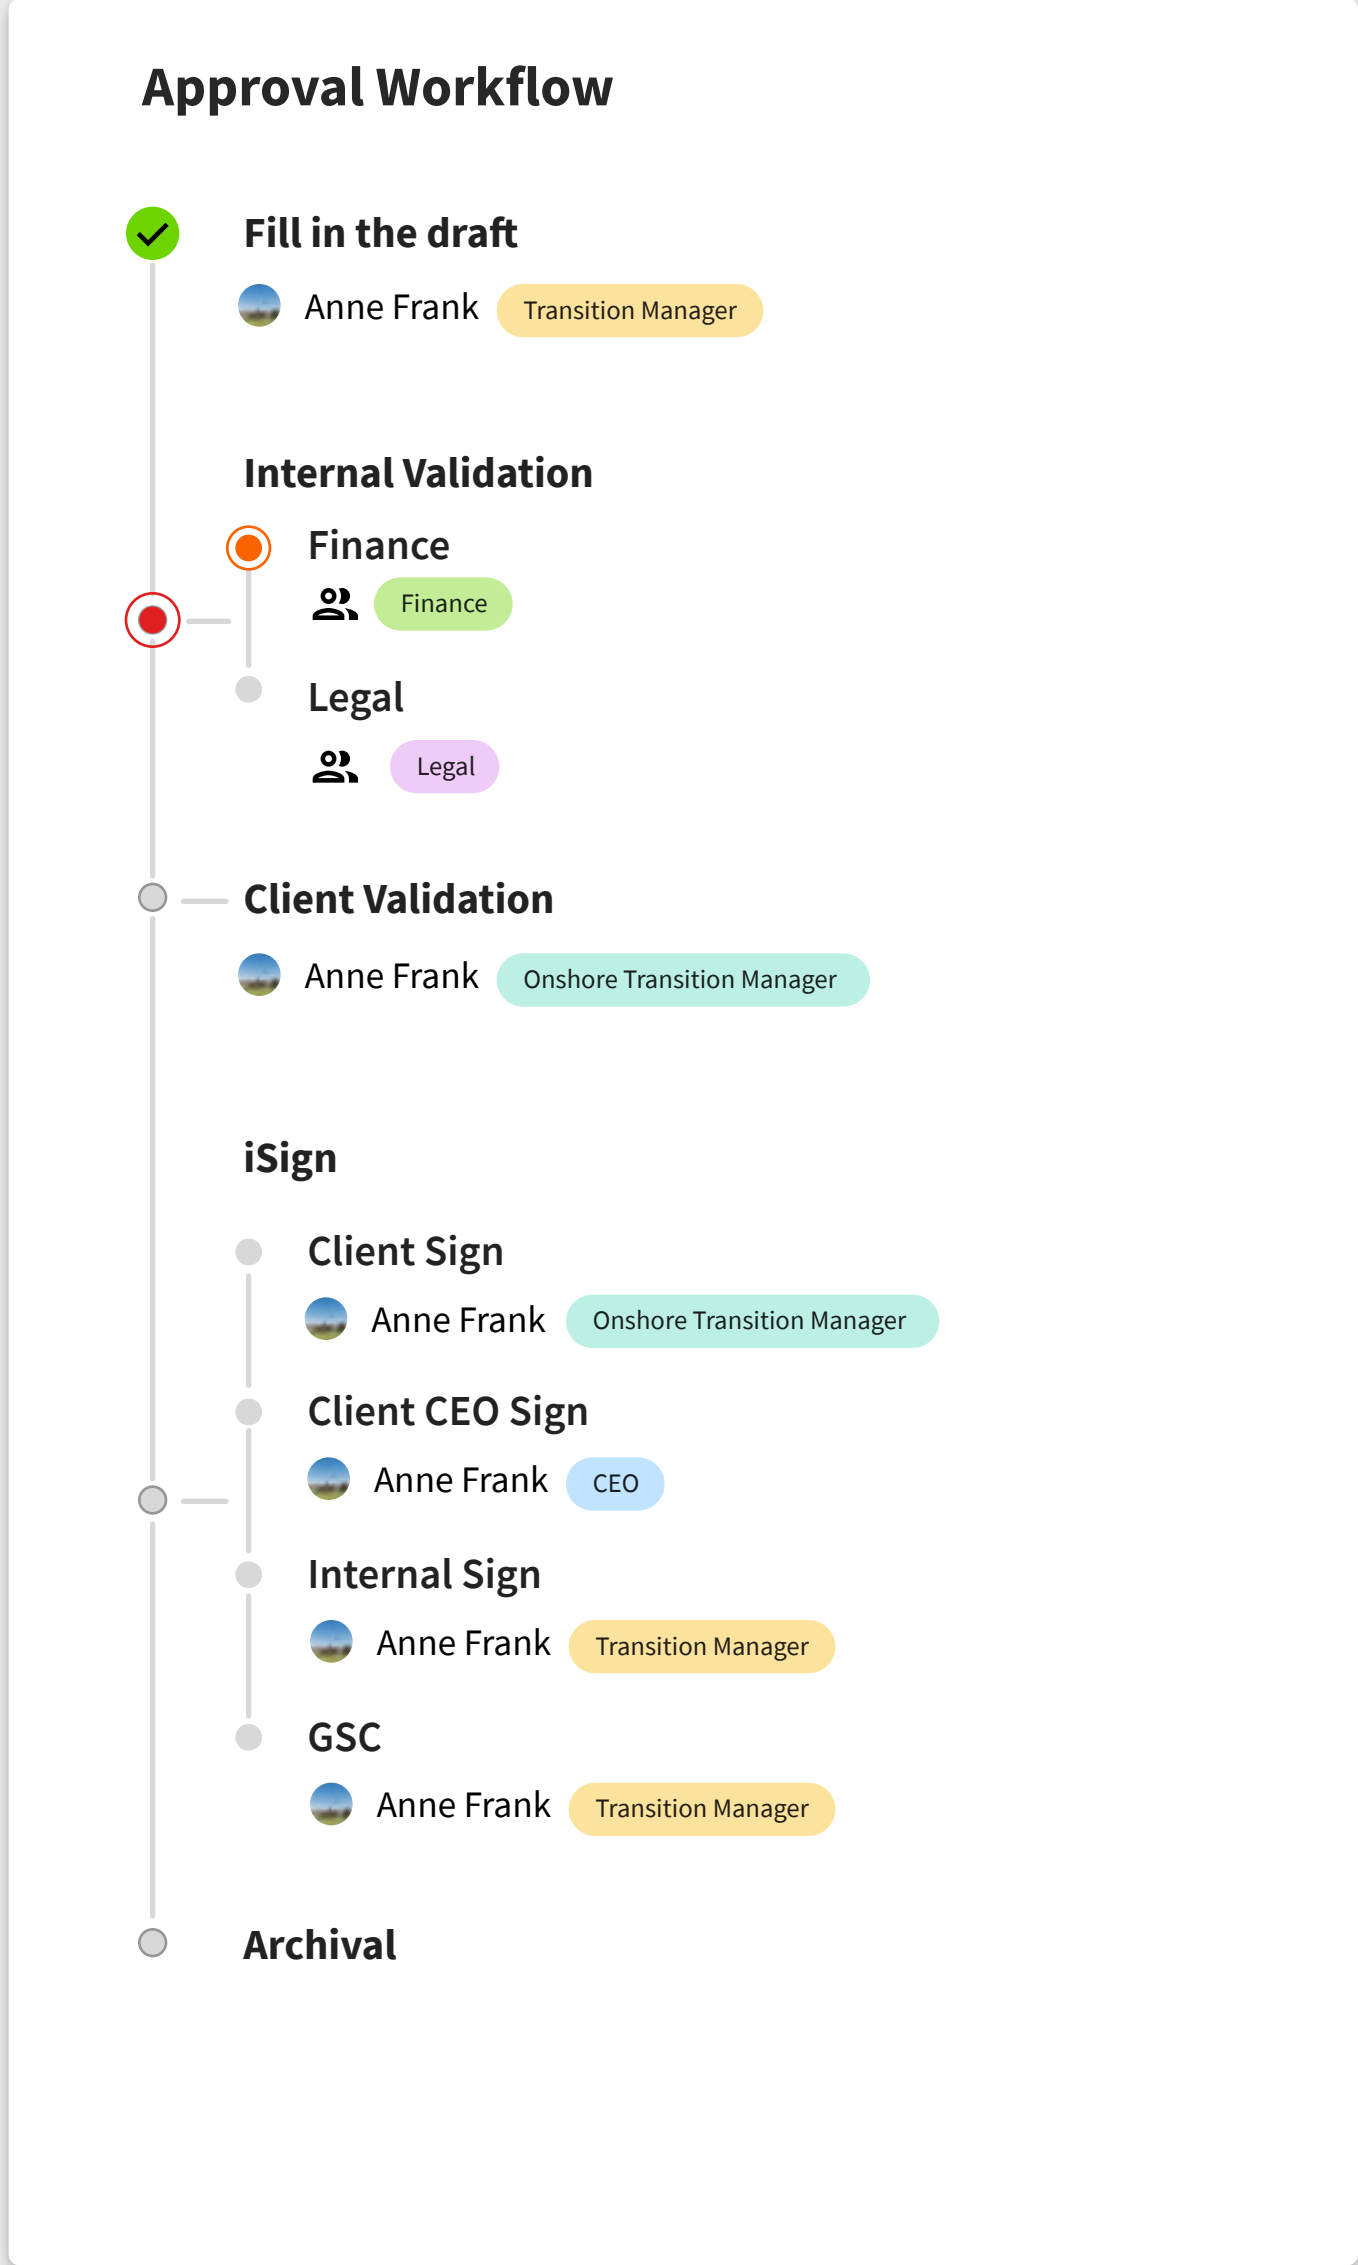 Approval Workflow
Fill in the draft
Anne Frank Transition Manager
Internal Validation
Finance
Finance
Legal
Legal
Client Validation
Anne Frank Onshore Transition Manager
iSign
Client Sign
Anne Frank Onshore Transition Manager
Client CEO Sign
Anne Frank CEO
Internal Sign
Anne Frank Transition Manager
GSC
Anne Frank Transition Manager
Archival